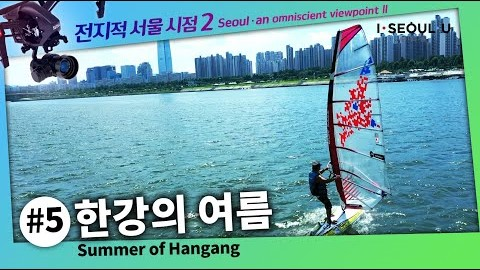 전지적 서울 시점 2 Seoul·an omniscient viewpoint II
I·SEOUL·U
#5 한강의 여름
Summer of Hangang